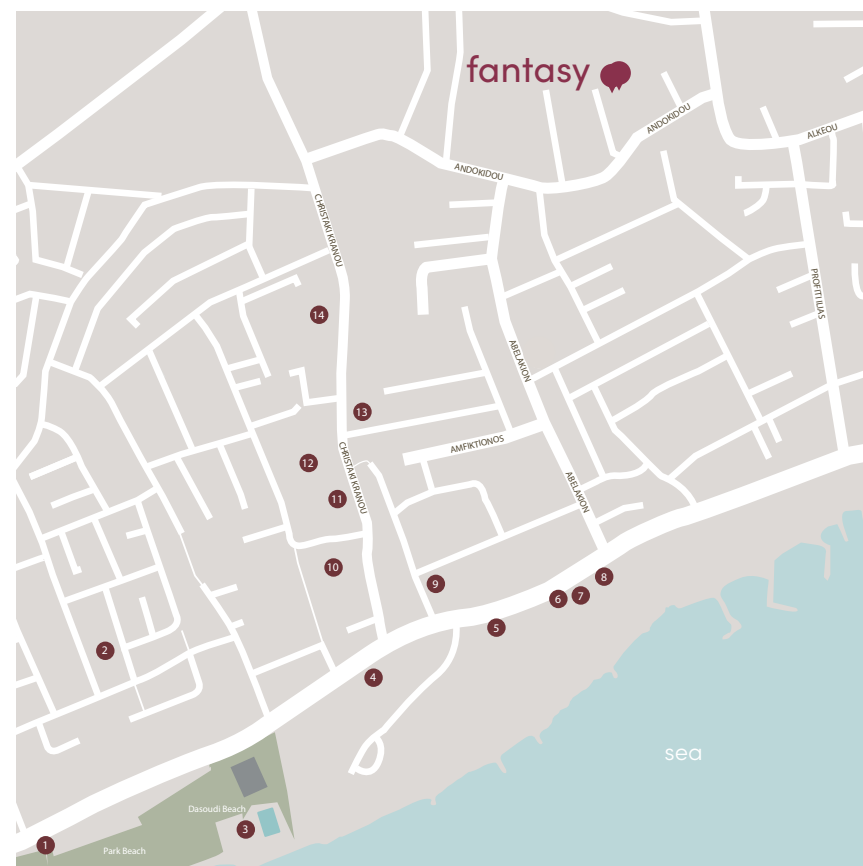 fantasy
ANDOKIDOU
ALKEOU
ANDOKIDOU
CHRISTAKI KRANOU
PROFITI ILIAS
14
ABELAKION
13
AMFIKTIONOS
12
CHRISTAKI KRANOU
11
ABELAKION
10
9
8
7
6
5
2
4
sea
Dasoudi Beach
3
1
Park Beach